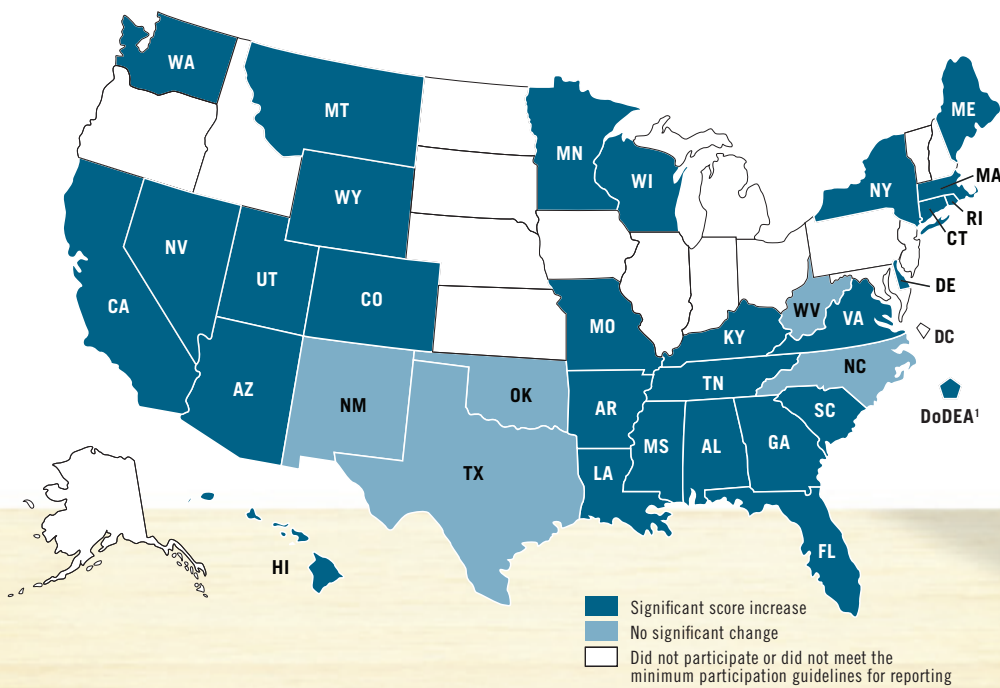 WA
MT
ME
MN
WI
NY
MA
WY
RI
CT
NV
UT
CO
DE
CA
MO
WV
VA
KY
DC
AZ
TN
NC
NM
OK
AR
SC
DoDEA¹
MS
AL
GA
TX
LA
FL
HI
Significant score increase
No significant change
Did not participate or did not meet the
minimum participation guidelines for reporting